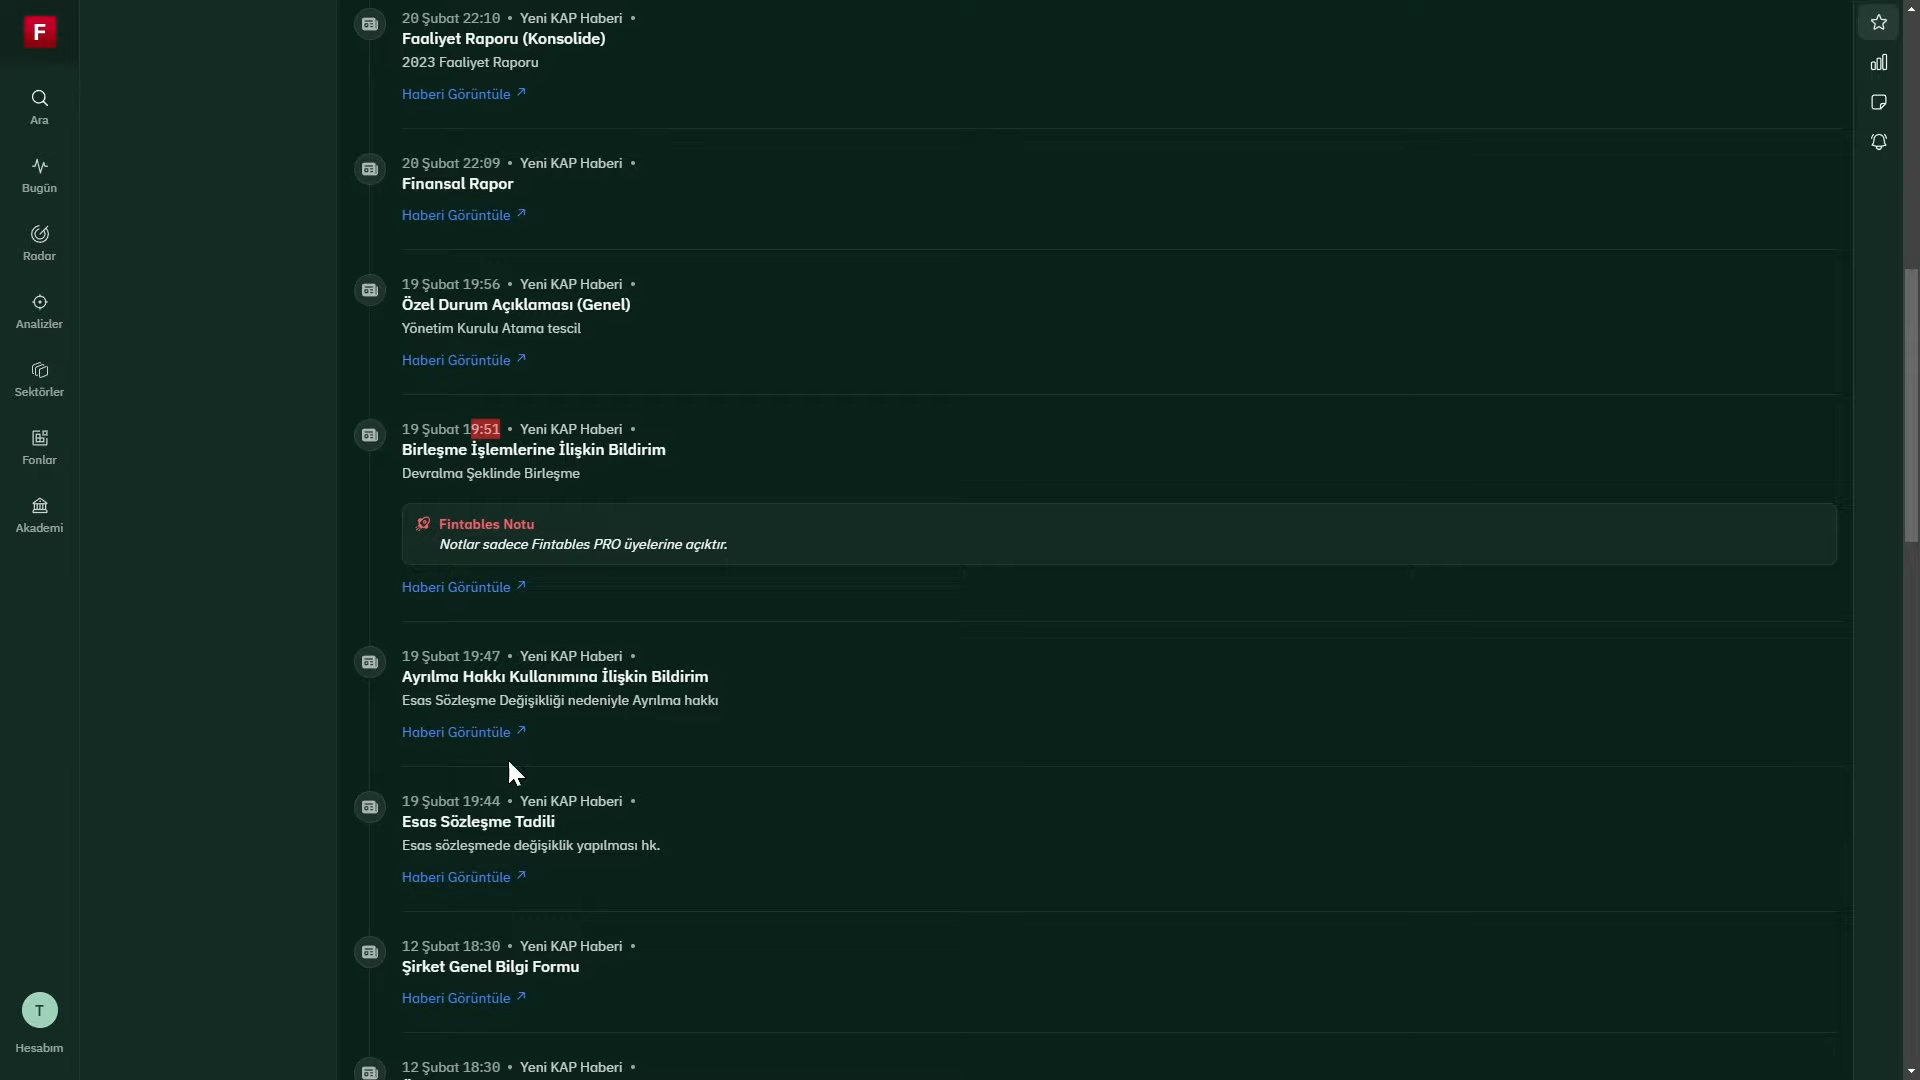 F
Ara
Bugün
Radar
Analizler
Sektörler
Fonlar
Akademi
T
Hesabım
20 Şubat 22:10 • Yeni KAP Haberi •
Faaliyet Raporu (Konsolide)
2023 Faaliyet Raporu
Haberi Görüntüle ↗
20 Şubat 22:09 • Yeni KAP Haberi •
Finansal Rapor
Haberi Görüntüle ↗
19 Şubat 19:56 • Yeni KAP Haberi •
Özel Durum Açıklaması (Genel)
Yönetim Kurulu Atama tescil
Haberi Görüntüle ↗
19 Şubat 19:51 • Yeni KAP Haberi •
Birleşme İşlemlerine İlişkin Bildirim
Devralma Şeklinde Birleşme
Fintables Notu
Notlar sadece Fintables PRO üyelerine açıktır.
Haberi Görüntüle ↗
19 Şubat 19:47 • Yeni KAP Haberi •
Ayrılma Hakkı Kullanımına İlişkin Bildirim
Esas Sözleşme Değişikliği nedeniyle Ayrılma hakkı
Haberi Görüntüle ↗
19 Şubat 19:44 • Yeni KAP Haberi •
Esas Sözleşme Tadili
Esas sözleşmede değişiklik yapılması hk.
Haberi Görüntüle ↗
12 Şubat 18:30 • Yeni KAP Haberi •
Şirket Genel Bilgi Formu
Haberi Görüntüle ↗
12 Şubat 18:30 • Yeni KAP Haberi •